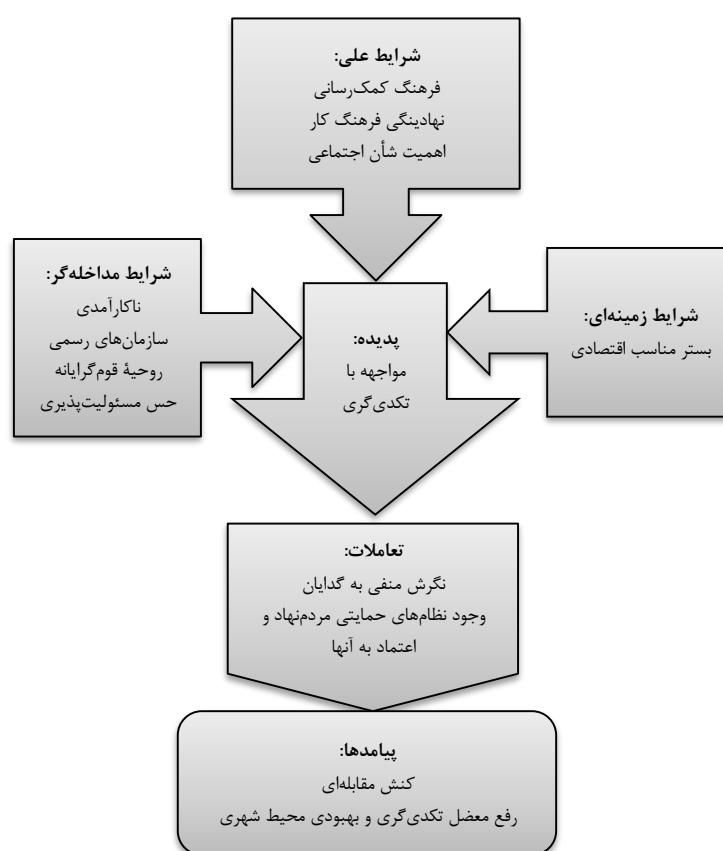 شرایط علی:
فرهنگ کمک‌رسانی
نهادینگی فرهنگ کار
اهمیت شأن اجتماعی
شرایط زمینه‌ای:
بستر مناسب اقتصادی
پدیده:
مواجهه با
تکدی‌گری
شرایط مداخله‌گر:
ناکارآمدی
سازمان‌های رسمی
روحیۀ قوم‌گرایانه
حس مسئولیت‌پذیری
تعاملات:
نگرش منفی به گدایان
وجود نظام‌های حمایتی مردم‌نهاد و
اعتماد به آنها
پیامدها:
کنش مقابله‌ای
رفع معضل تکدی‌گری و بهبودی محیط شهری